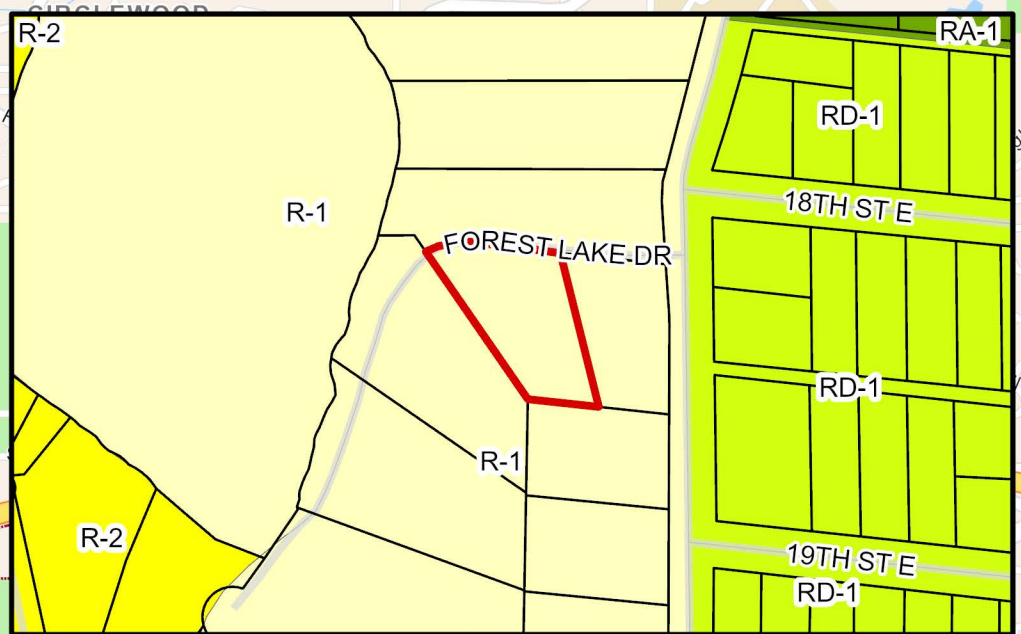 CIRCLEWOOD
R-2
RA-1
RD-1
R-1
18TH ST E
FOREST LAKE DR
RD-1
R-1
R-2
19TH ST E
RD-1